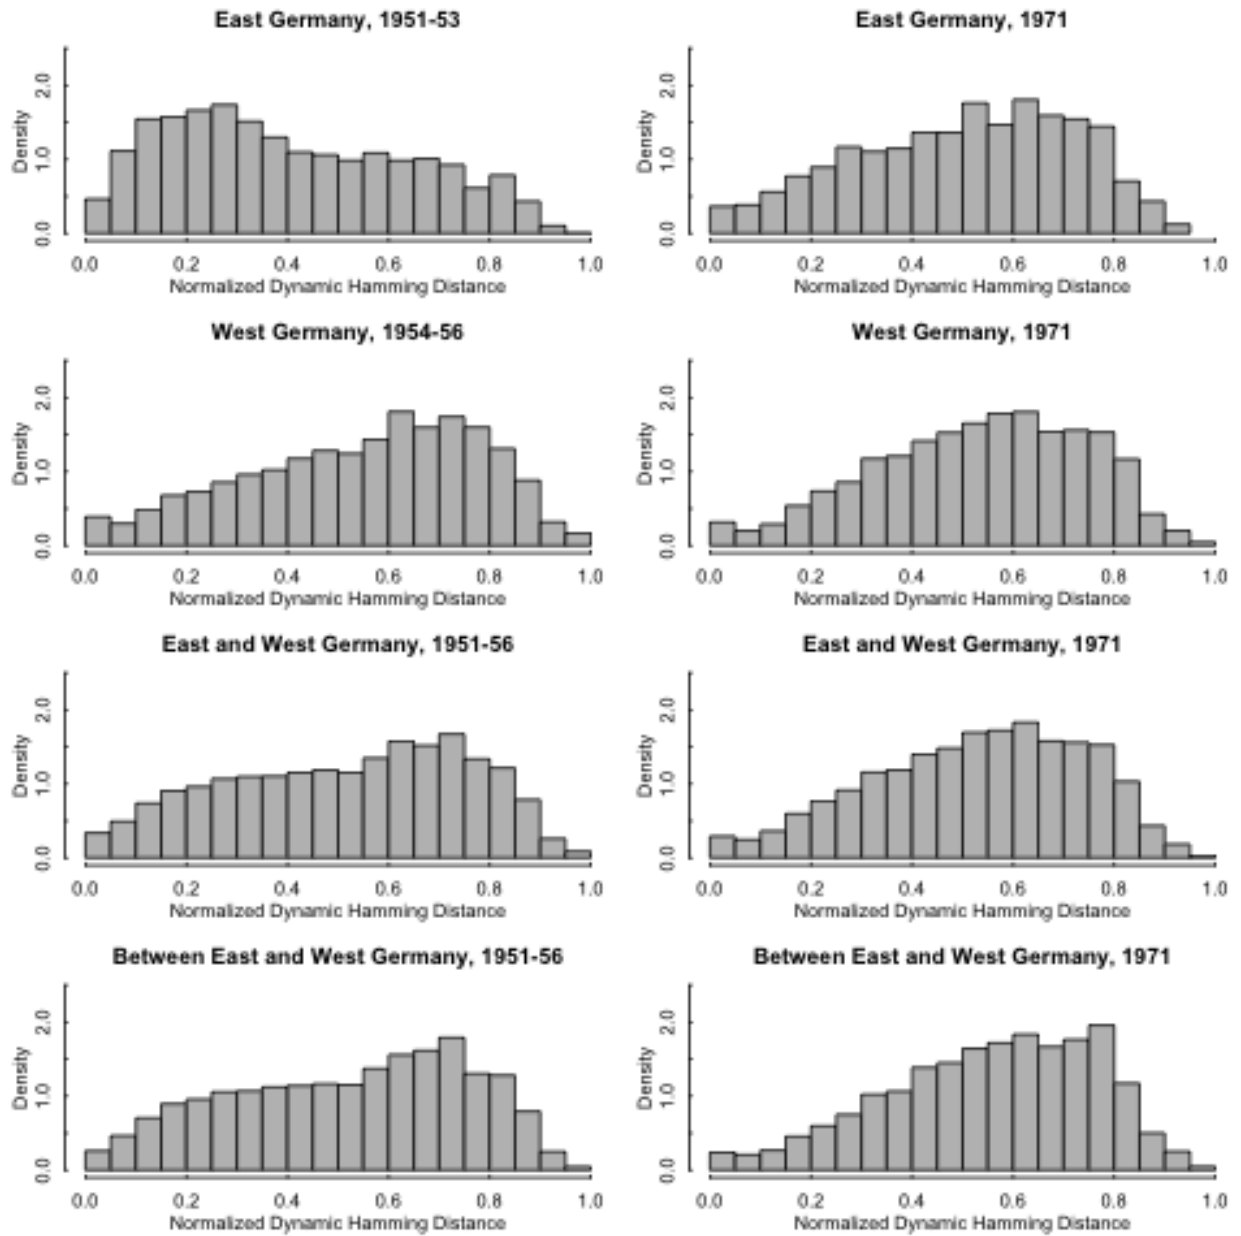 East Germany, 1951-53
Density
0.0 1.0 2.0
0.0 0.2 0.4 0.6 0.8 1.0
Normalized Dynamic Hamming Distance
East Germany, 1971
Density
0.0 1.0 2.0
0.0 0.2 0.4 0.6 0.8 1.0
Normalized Dynamic Hamming Distance
West Germany, 1954-56
Density
0.0 1.0 2.0
0.0 0.2 0.4 0.6 0.8 1.0
Normalized Dynamic Hamming Distance
West Germany, 1971
Density
0.0 1.0 2.0
0.0 0.2 0.4 0.6 0.8 1.0
Normalized Dynamic Hamming Distance
East and West Germany, 1951-56
Density
0.0 1.0 2.0
0.0 0.2 0.4 0.6 0.8 1.0
Normalized Dynamic Hamming Distance
East and West Germany, 1971
Density
0.0 1.0 2.0
0.0 0.2 0.4 0.6 0.8 1.0
Normalized Dynamic Hamming Distance
Between East and West Germany, 1951-56
Density
0.0 1.0 2.0
0.0 0.2 0.4 0.6 0.8 1.0
Normalized Dynamic Hamming Distance
Between East and West Germany, 1971
Density
0.0 1.0 2.0
0.0 0.2 0.4 0.6 0.8 1.0
Normalized Dynamic Hamming Distance